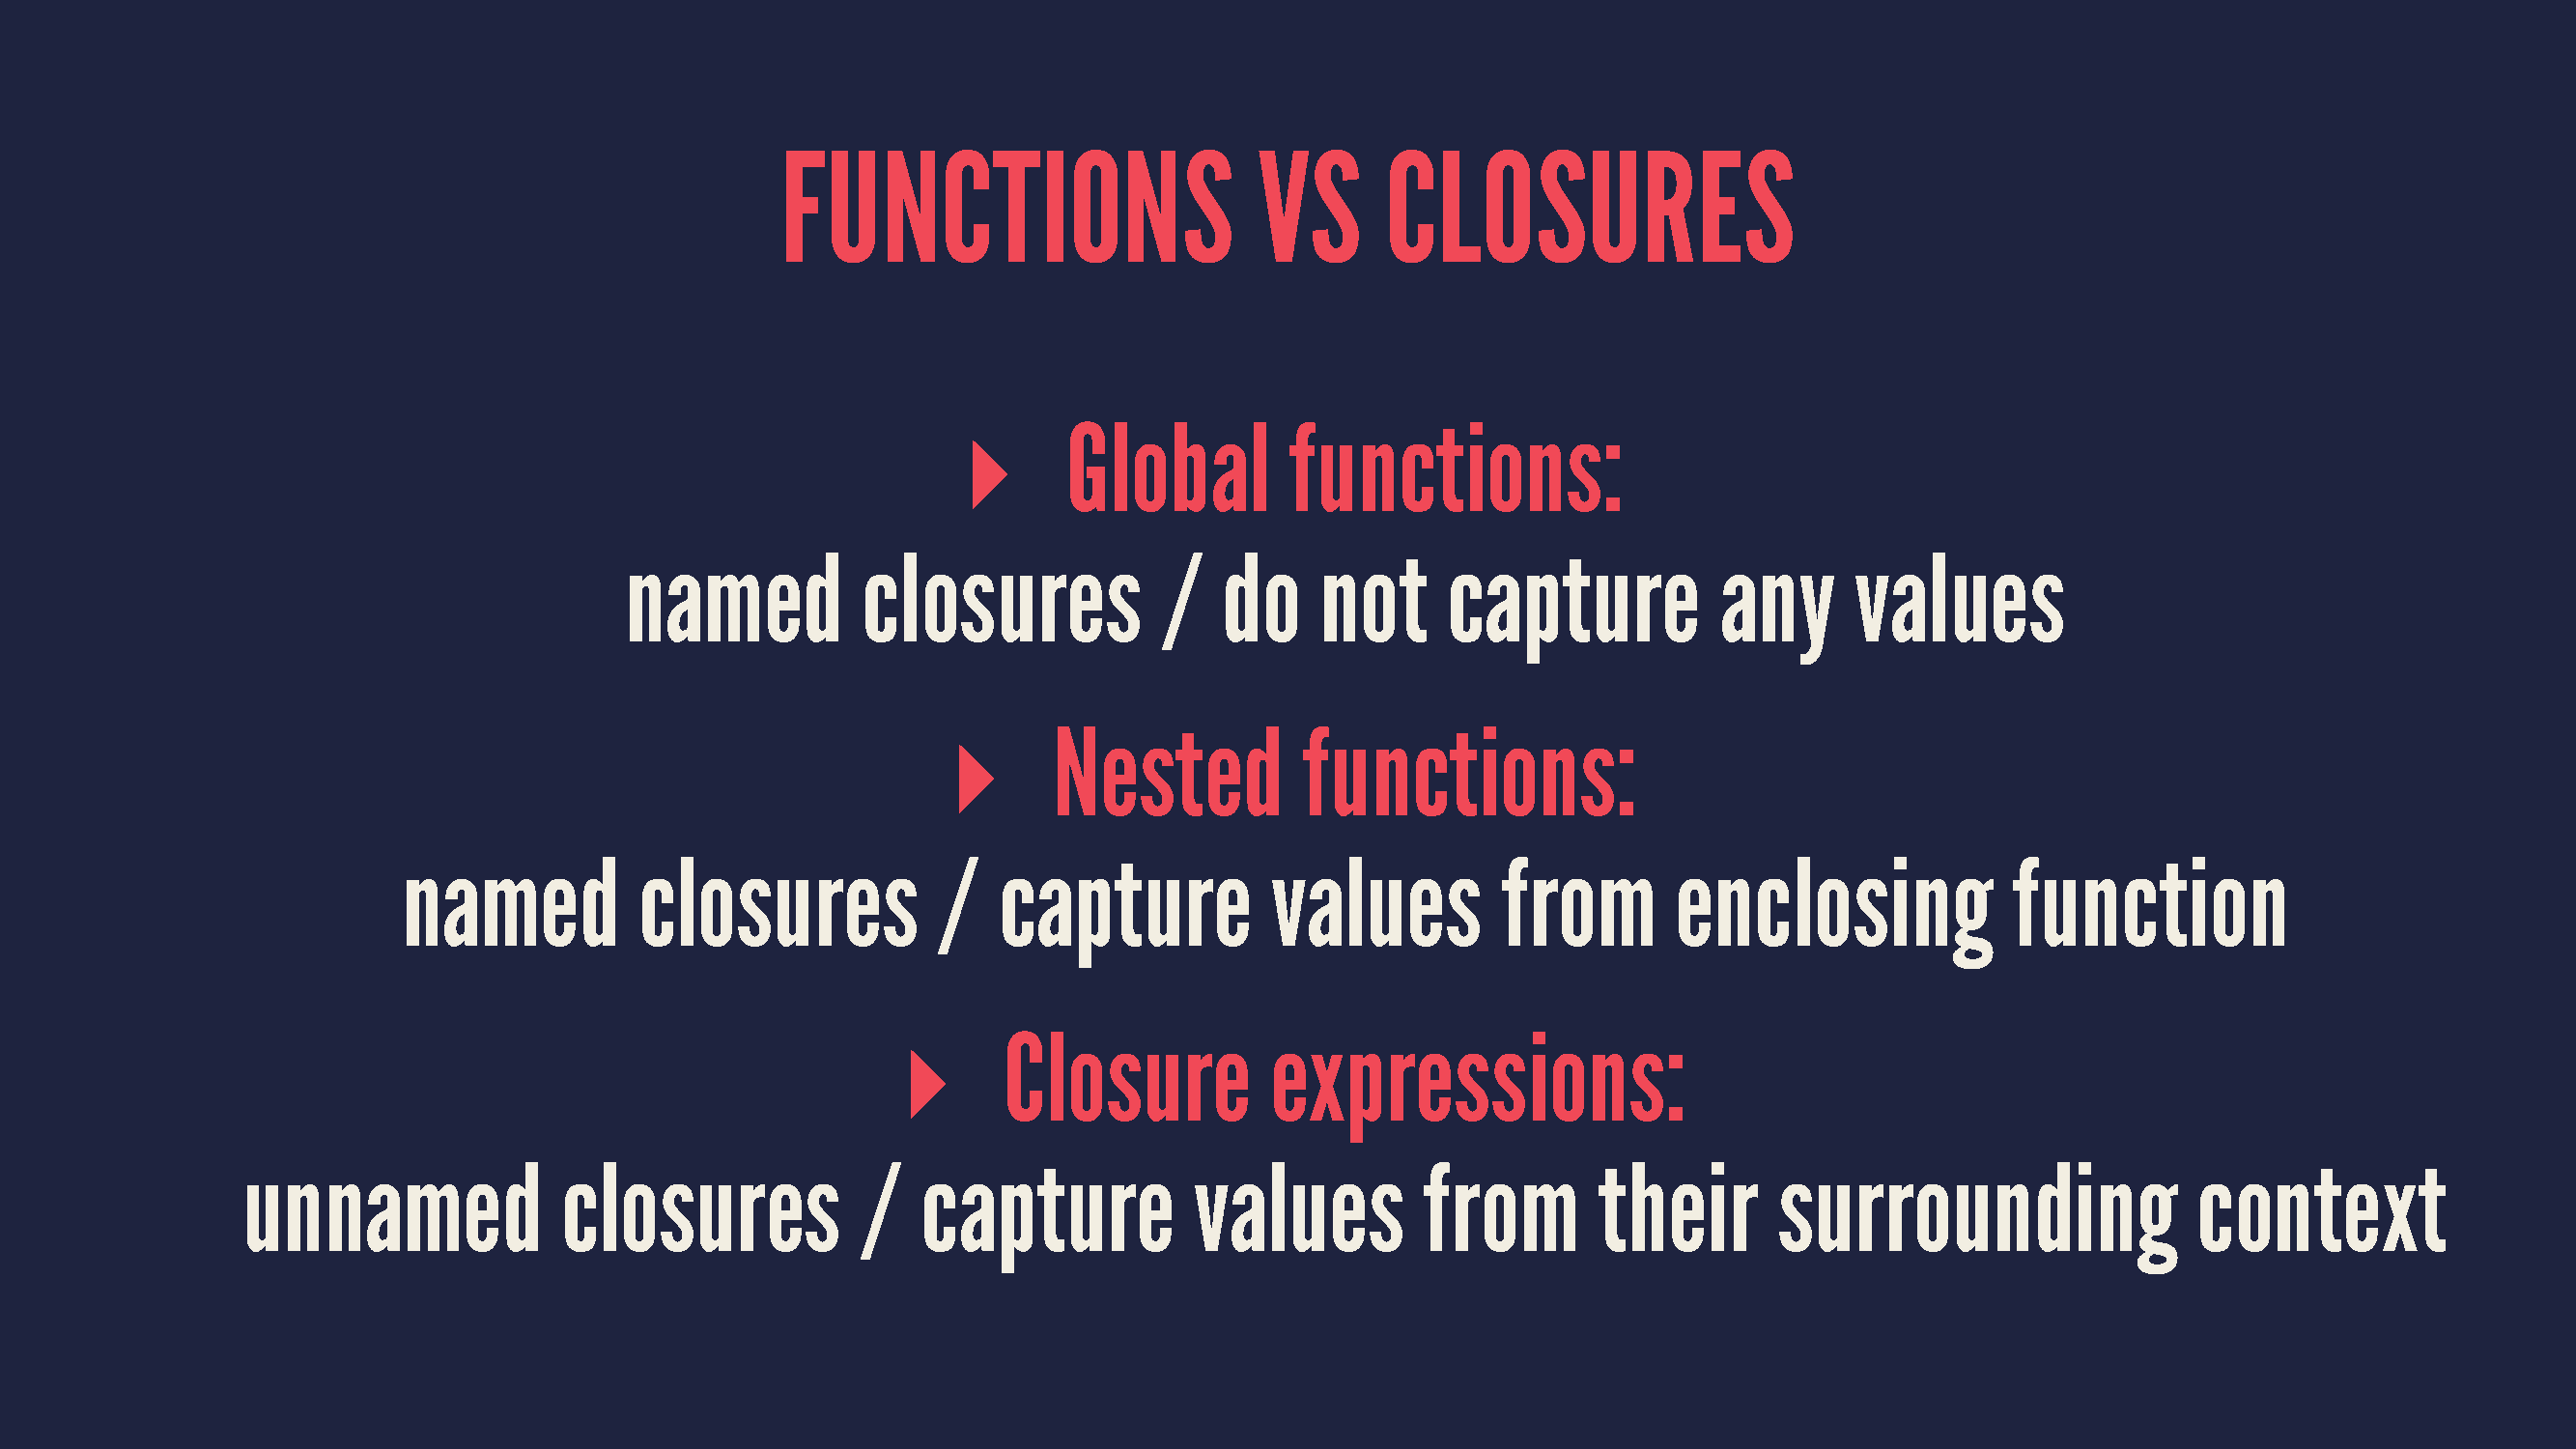 FUNCTIONS VS CLOSURES
▸ Global functions:
named closures / do not capture any values
▸ Nested functions:
named closures / capture values from enclosing function
▸ Closure expressions:
unnamed closures / capture values from their surrounding context